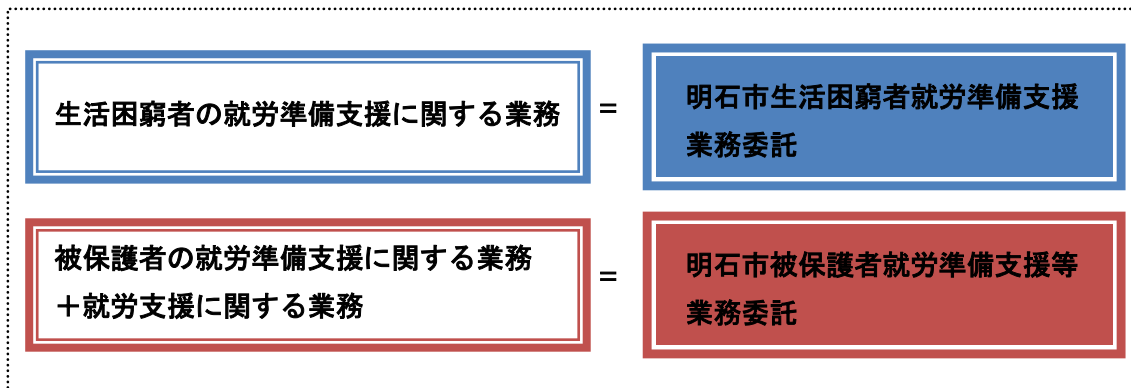 生活困窮者の就労準備支援に関する業務
=
明石市生活困窮者就労準備支援
業務委託
被保護者の就労準備支援に関する業務
＋就労支援に関する業務
=
明石市被保護者就労準備支援等
業務委託